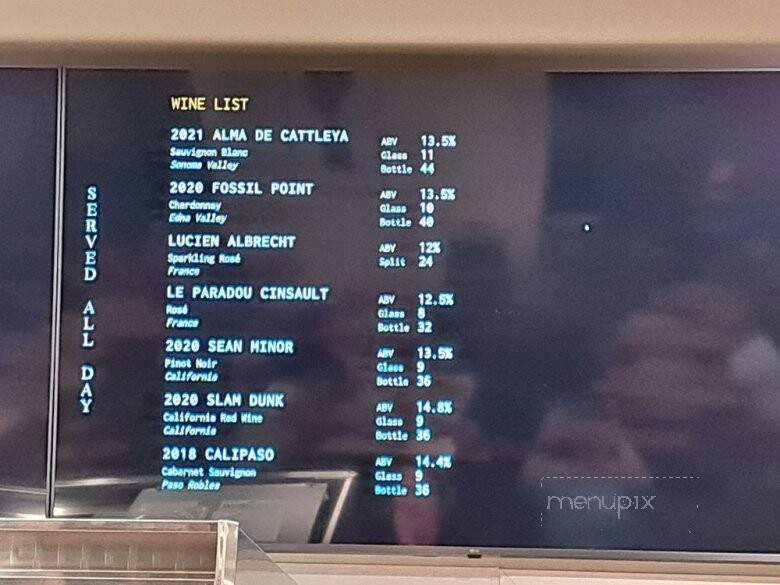 WINE LIST
2021 ALMA DE CATTLEYA ABV 13.5%
Sauvignon Blanc Glass 11
Sonoma Valley Bottle 44
2020 FOSSIL POINT ABV 13.5%
Chardonnay Glass 10
Edna Valley Bottle 40
LUCIEN ALBRECHT ABV 12%
Sparkling Rosé Split 24
France
LE PARADOU CINSAULT ABV 12.5%
Rosé Glass 8
France Bottle 32
2020 SEAN MINOR ABV 13.5%
Pinot Noir Glass 9
California Bottle 36
2020 SLAM DUNK ABV 14.8%
California Red Wine Glass 9
California Bottle 36
2018 CALIPASO ABV 14.4%
Cabernet Sauvignon Glass 9
Paso Robles Bottle 36
SERVED ALL DAY
menupix